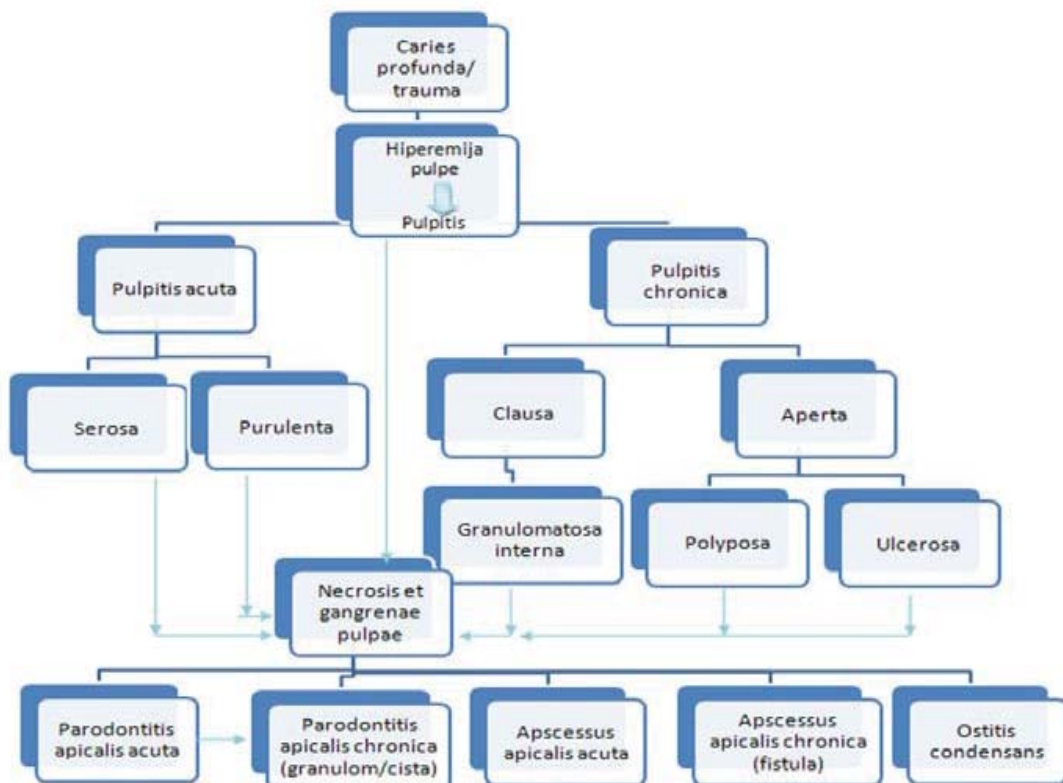 Caries
profunda/
trauma
Hiperemija
pulpe
Pulpitis
Pulpitis acuta
Pulpitis
chronica
Serosa
Purulenta
Clausa
Aperta
Granulomatosa
interna
Polyposa
Ulcerosa
Necrosis et
gangrenae
pulpae
Parodontitis
apicalis acuta
Parodontitis
apicalis chronica
(granulom/cista)
Apscessus
apicalis acuta
Apscessus
apicalis chronica
(fistula)
Ostitis
condensans